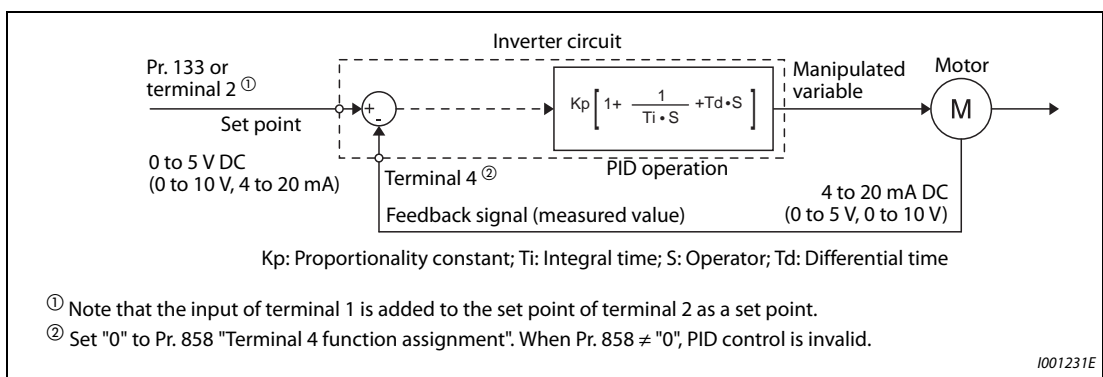 Inverter circuit
Pr. 133 or
terminal 2 ①
Set point
0 to 5 V DC
(0 to 10 V, 4 to 20 mA)
+
-
Kp [ 1+ 1 / Ti • S +Td•S ]
PID operation
Manipulated
variable
Motor
M
Terminal 4 ②
Feedback signal (measured value)
4 to 20 mA DC
(0 to 5 V, 0 to 10 V)
Kp: Proportionality constant; Ti: Integral time; S: Operator; Td: Differential time
① Note that the input of terminal 1 is added to the set point of terminal 2 as a set point.
② Set "0" to Pr. 858 "Terminal 4 function assignment". When Pr. 858 ≠ "0", PID control is invalid.
I001231E